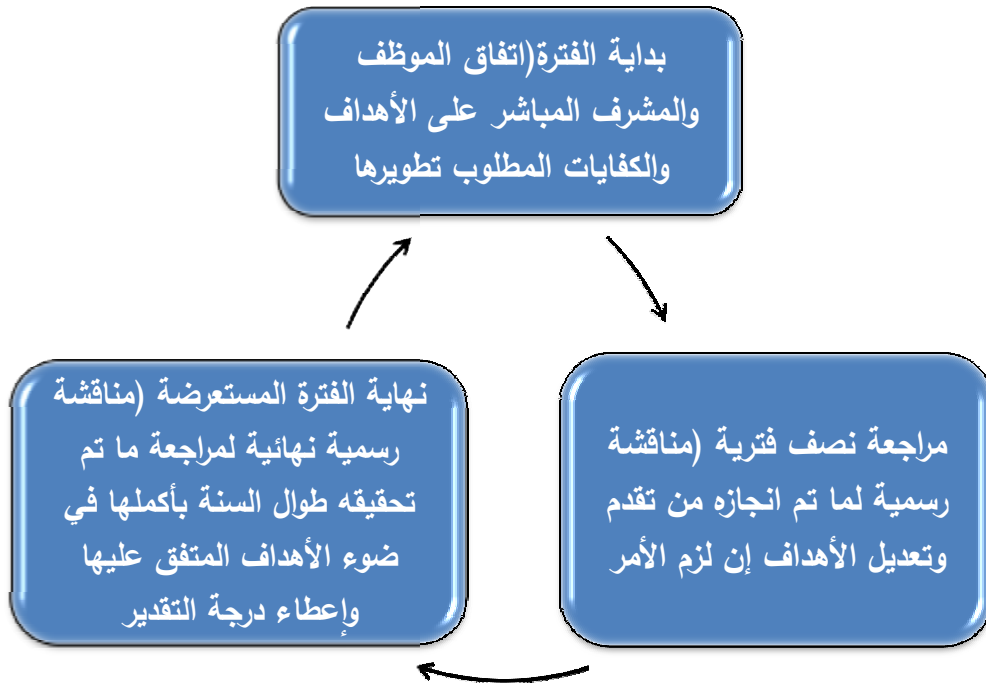 بداية الفترة(اتفاق الموظف
والمشرف المباشر على الأهداف
والكفايات المطلوب تطويرها
مراجعة نصف فترية (مناقشة
رسمية لما تم انجازه من تقدم
وتعديل الأهداف إن لزم الأمر
نهاية الفترة المستعرضة (مناقشة
رسمية نهائية لمراجعة ما تم
تحقيقه طوال السنة بأكملها في
ضوء الأهداف المتفق عليها
وإعطاء درجة التقدير